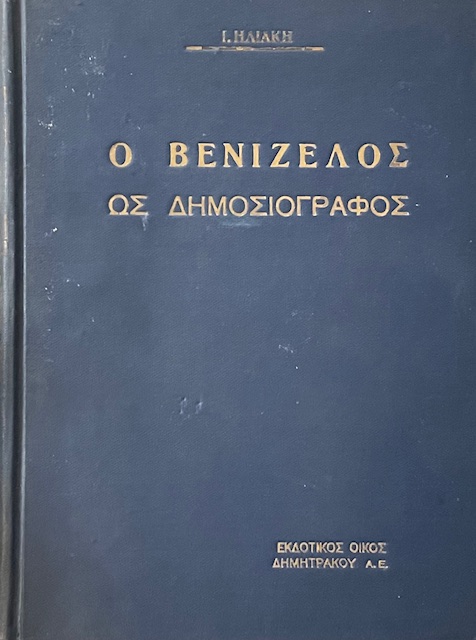 Ι. ΗΛΙΑΚΗ
Ο ΒΕΝΙΖΕΛΟΣ
ΩΣ ΔΗΜΟΣΙΟΓΡΑΦΟΣ
ΕΚΔΟΤΙΚΟΣ ΟΙΚΟΣ
ΔΗΜΗΤΡΑΚΟΥ Α.Ε.